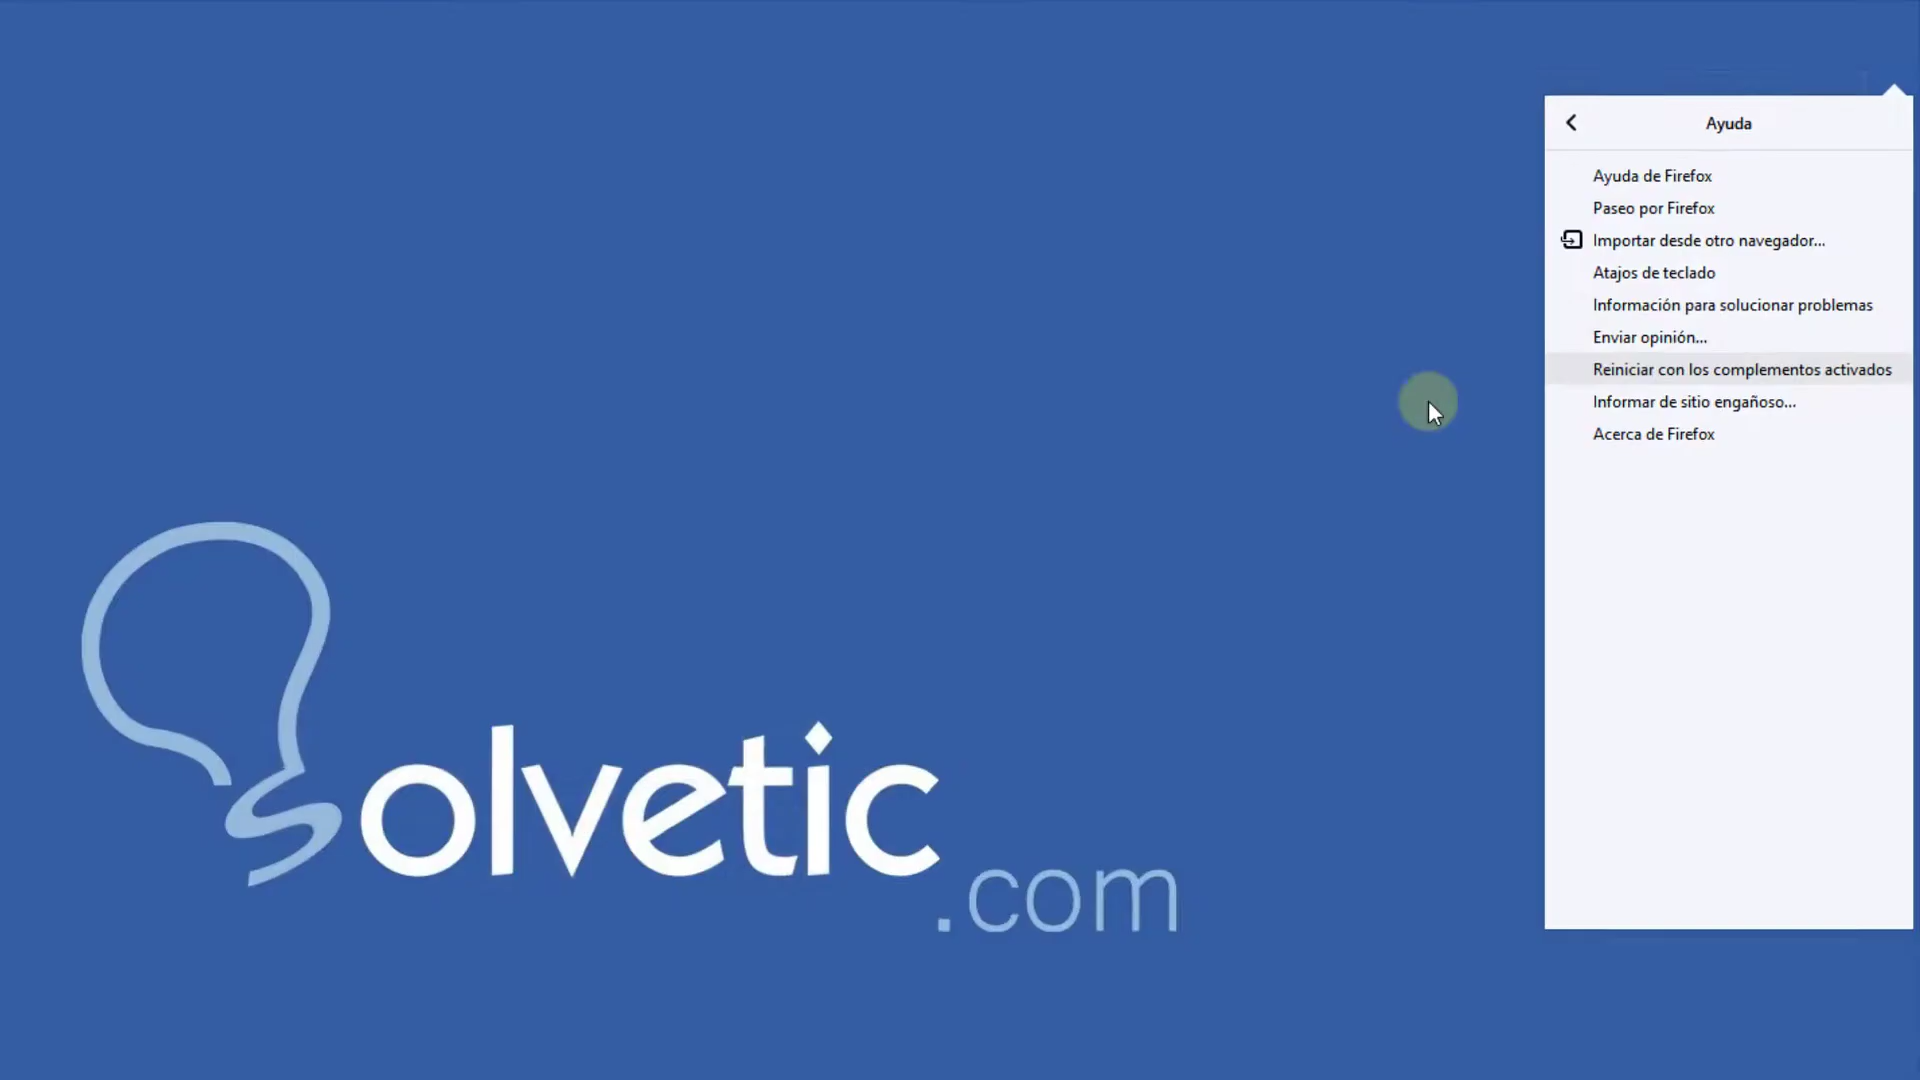 Ayuda
Ayuda de Firefox
Paseo por Firefox
Importar desde otro navegador...
Atajos de teclado
Información para solucionar problemas
Enviar opinión...
Reiniciar con los complementos activados
Informar de sitio engañoso...
Acerca de Firefox
Solvetic
.com